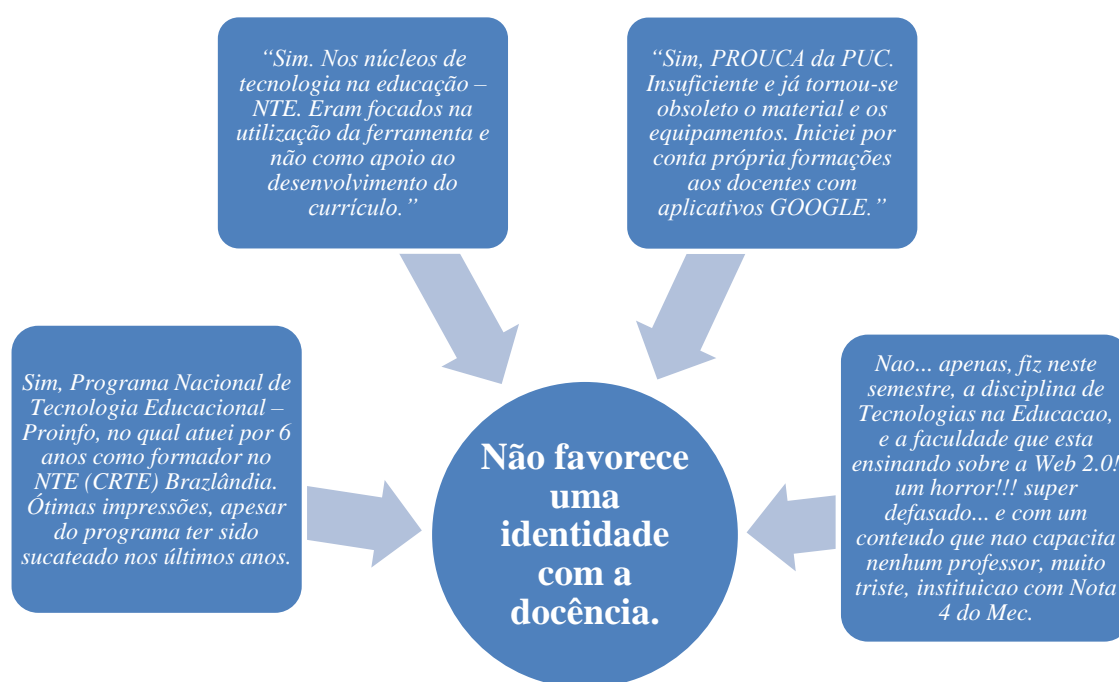 “Sim. Nos núcleos de
tecnologia na educação –
NTE. Eram focados na
utilização da ferramenta e
não como apoio ao
desenvolvimento do
currículo.”
“Sim, PROUCA da PUC.
Insuficiente e já tornou-se
obsoleto o material e os
equipamentos. Iniciei por
conta própria formações
aos docentes com
aplicativos GOOGLE.”
Sim, Programa Nacional de
Tecnologia Educacional –
Proinfo, no qual atuei por 6
anos como formador no
NTE (CRTE) Brazlândia.
Ótimas impressões, apesar
do programa ter sido
sucateado nos últimos anos.
Não favorece
uma
identidade
com a
docência.
Nao... apenas, fiz neste
semestre, a disciplina de
Tecnologias na Educacao,
e a faculdade que esta
ensinando sobre a Web 2.0!
um horror!!! super
defasado... e com um
conteudo que nao capacita
nenhum professor, muito
triste, instituicao com Nota
4 do Mec.